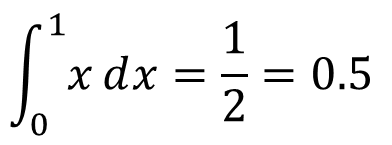 ∫₀¹ x dx = 1/2 = 0.5